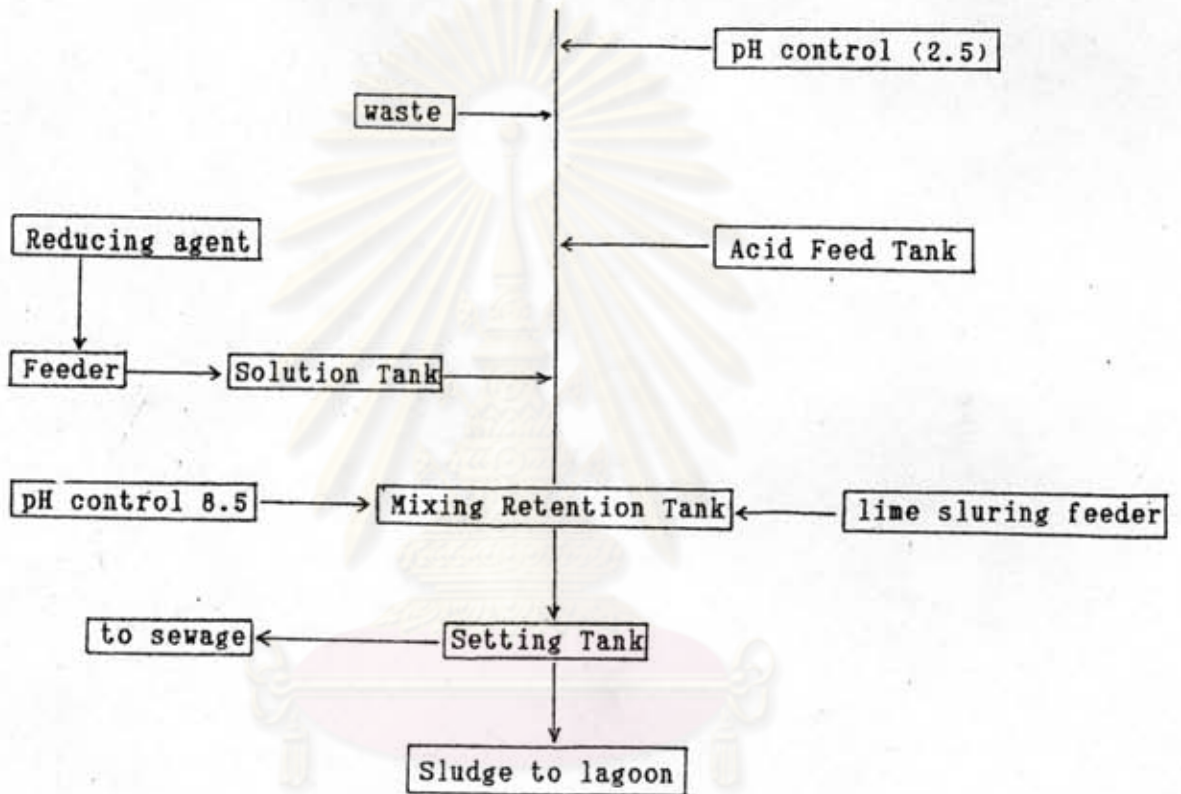 pH control (2.5)
waste
Reducing agent
Acid Feed Tank
Feeder
Solution Tank
pH control 8.5
Mixing Retention Tank
lime sluring feeder
to sewage
Setting Tank
Sludge to lagoon